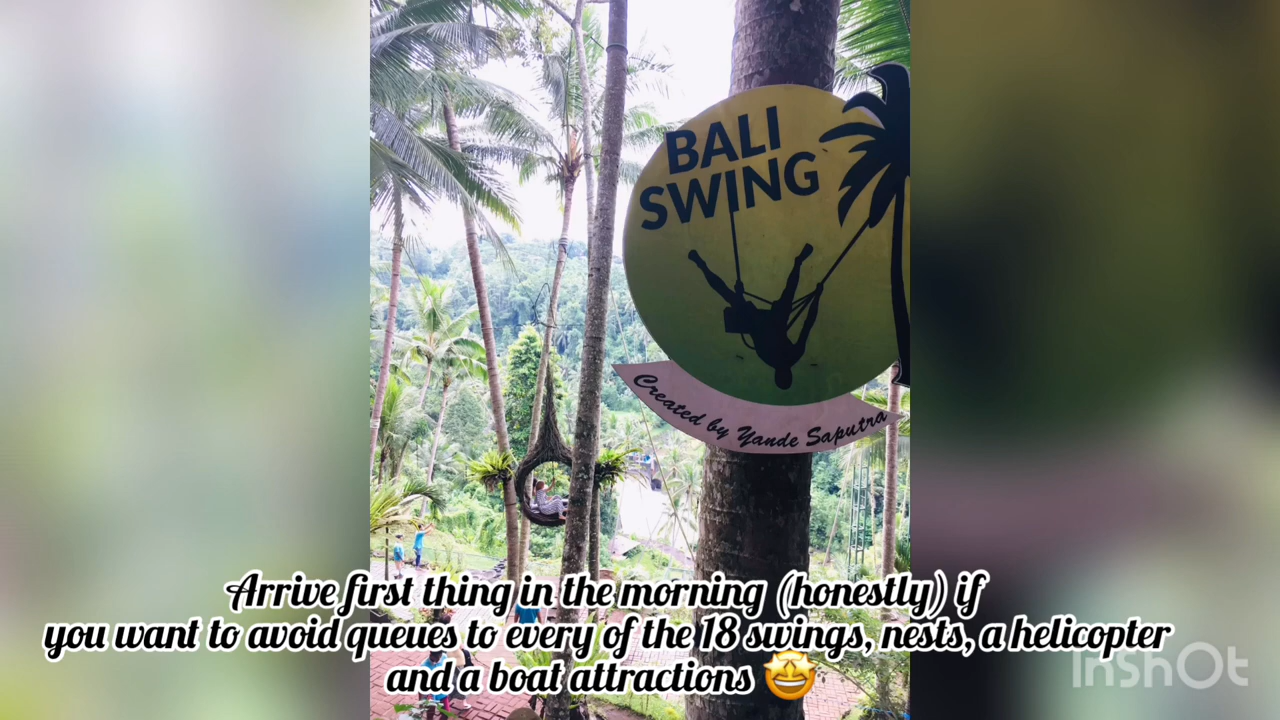 BALI
SWING
Created by Yande Saputra
Arrive first thing in the morning (honestly) if
you want to avoid queues to every of the 18 swings, nests, a helicopter
and a boat attractions 🤩
InshOt